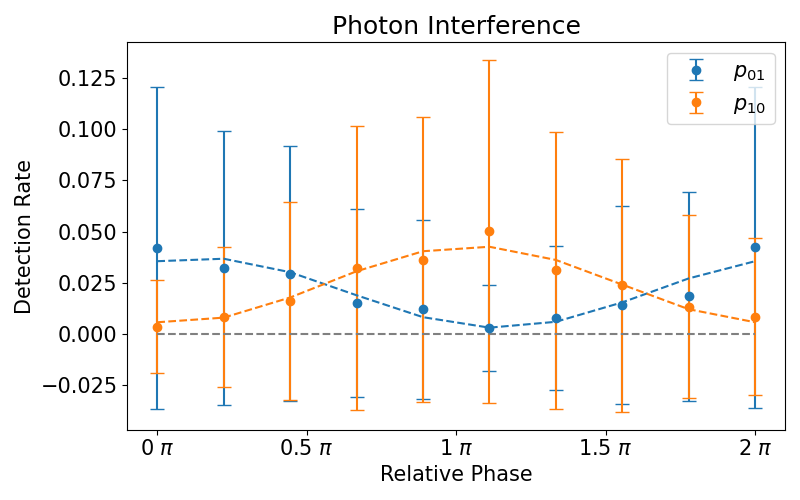 Photon Interference
Detection Rate
0.125
0.100
0.075
0.050
0.025
0.000
−0.025
p01
p10
0 π
0.5 π
1 π
1.5 π
2 π
Relative Phase